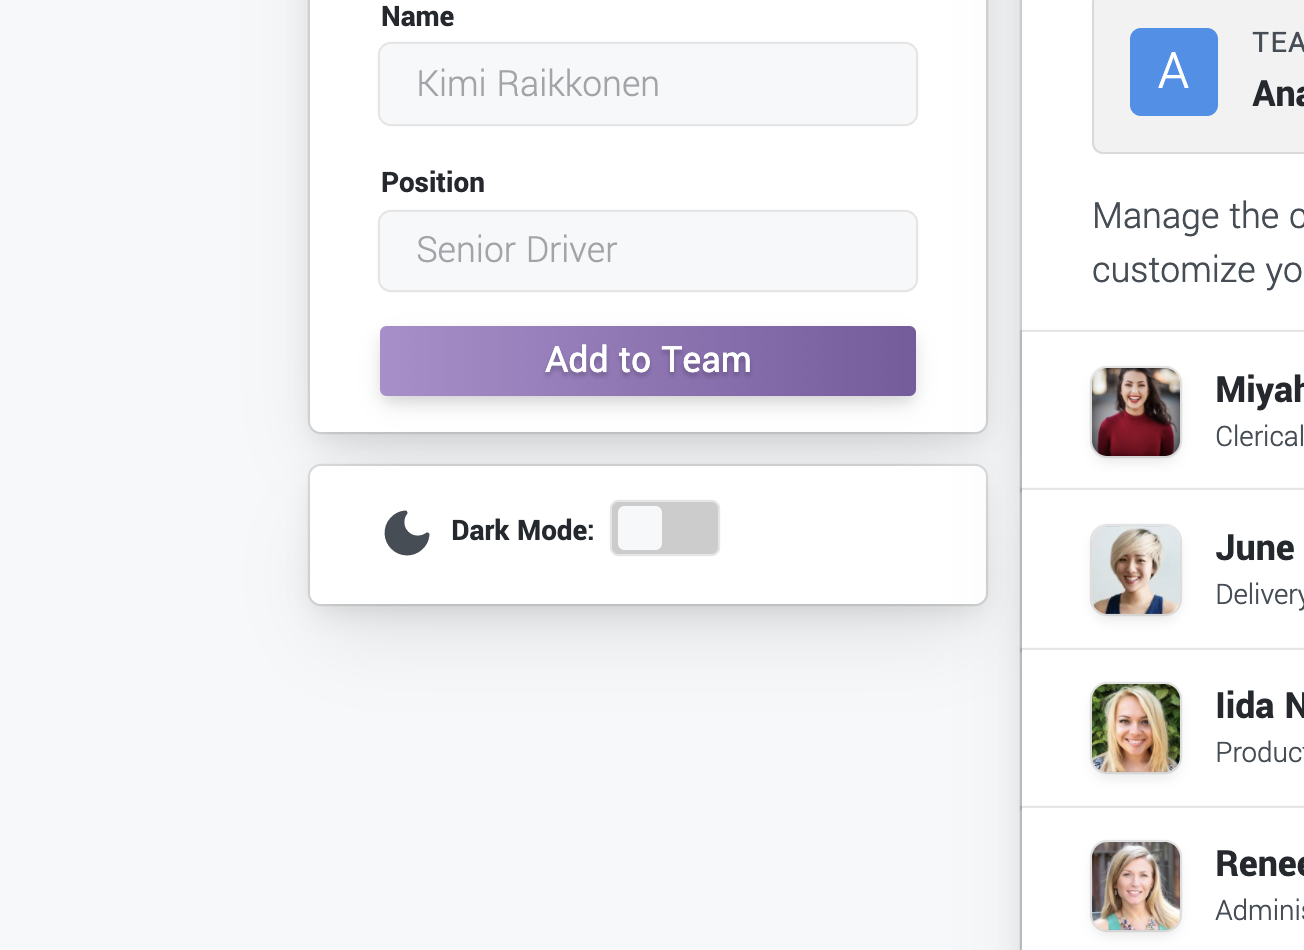 Name
Kimi Raikkonen
Position
Senior Driver
Add to Team
Dark Mode:
A
TEA
Ana
Manage the o
customize yo
Miyah
Clerical
June
Delivery
Iida N
Product
Renee
Adminis